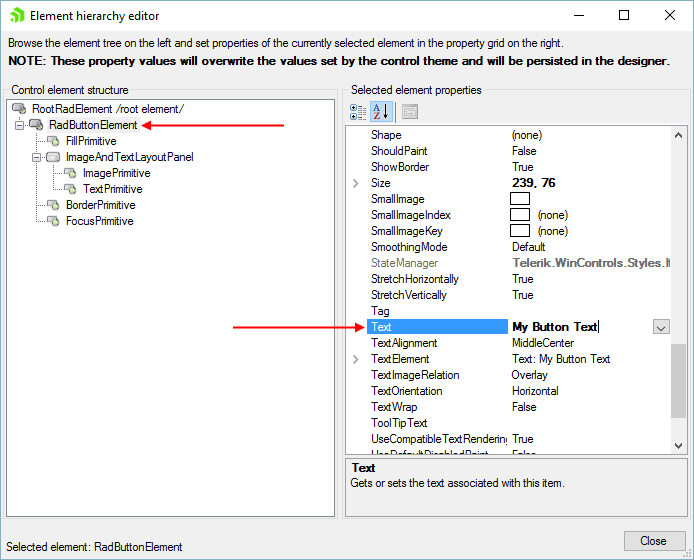 Element hierarchy editor
Browse the element tree on the left and set properties of the currently selected element in the property grid on the right.
NOTE: These property values will overwrite the values set by the control theme and will be persisted in the designer.
Control element structure
RootRadElement /root element/
RadButtonElement
FillPrimitive
ImageAndTextLayoutPanel
ImagePrimitive
TextPrimitive
BorderPrimitive
FocusPrimitive
Selected element properties
Shape (none)
ShouldPaint False
ShowBorder True
Size 239, 76
SmallImage
SmallImageIndex (none)
SmallImageKey (none)
SmoothingMode Default
StateManager Telerik.WinControls.Styles.It
StretchHorizontally True
StretchVertically True
Tag
Text My Button Text
TextAlignment MiddleCenter
TextElement Text: My Button Text
TextImageRelation Overlay
TextOrientation Horizontal
TextWrap False
ToolTipText
UseCompatibleTextRendering True
UseDefaultDisabledPaint False
Text
Gets or sets the text associated with this item.
Selected element: RadButtonElement
Close